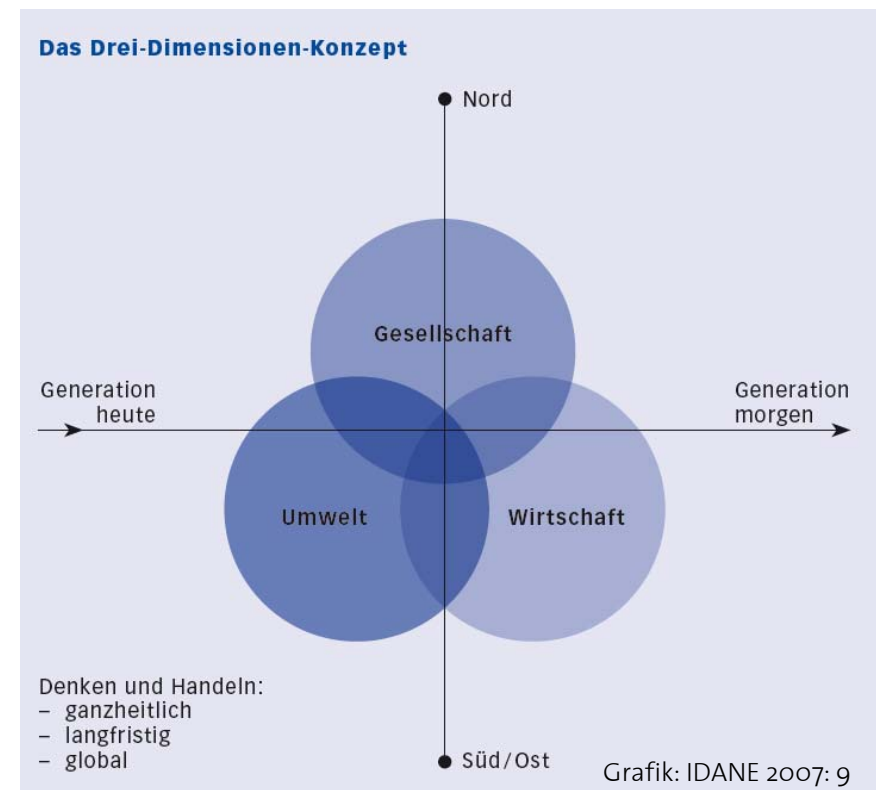 Das Drei-Dimensionen-Konzept
Nord
Gesellschaft
Generation
heute
Generation
morgen
Umwelt
Wirtschaft
Denken und Handeln:
– ganzheitlich
– langfristig
– global
Süd/Ost
Grafik: IDANE 2007: 9